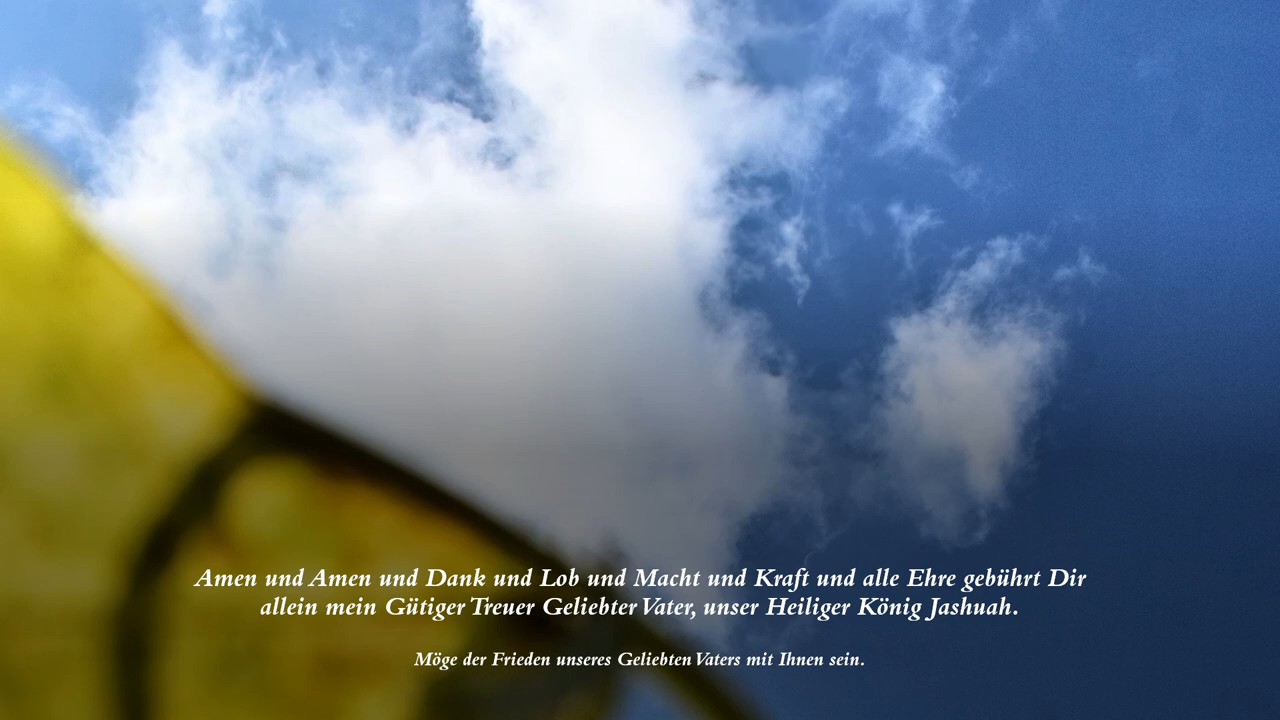 Amen und Amen und Dank und Lob und Macht und Kraft und alle Ehre gebührt Dir
allein mein Gütiger Treuer Geliebter Vater, unser Heiliger König Jashuah.
Möge der Frieden unseres Geliebten Vaters mit Ihnen sein.